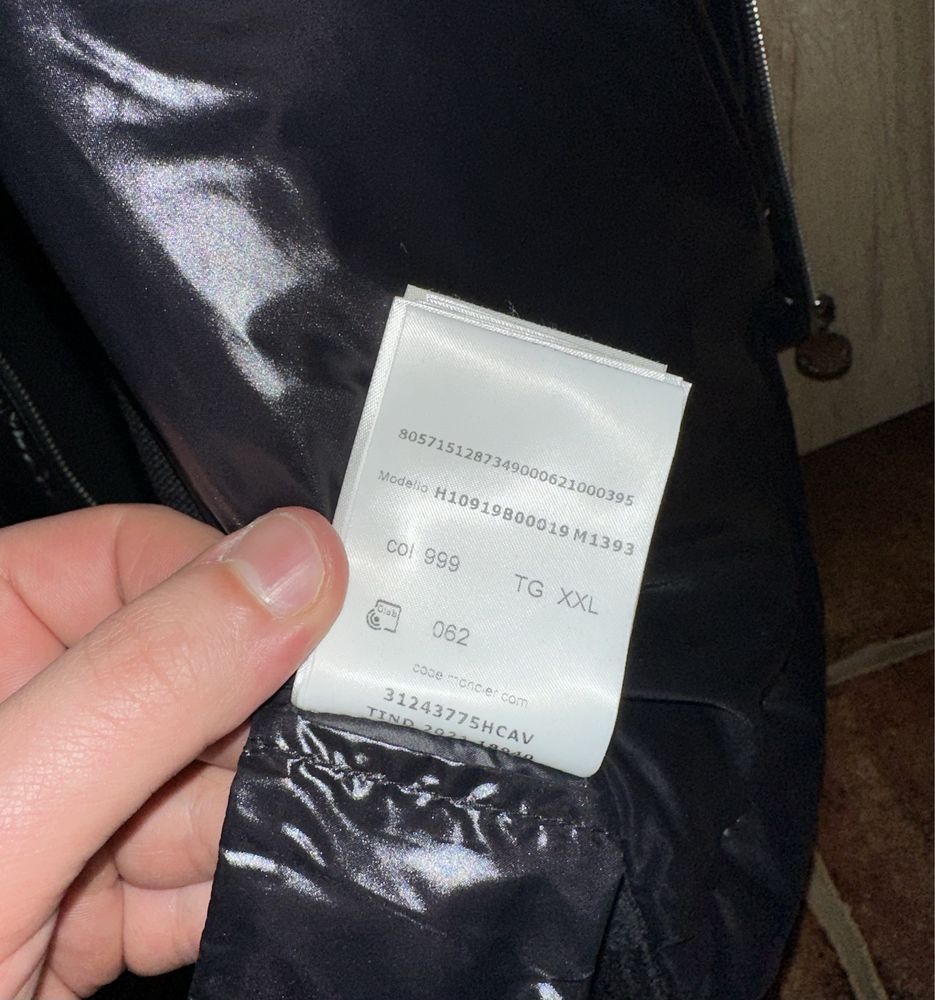 8057151287349000621000395
Modello H10919B00019 M1393
col 999
TG XXL
062
code.moncler.com
31243775HCAV